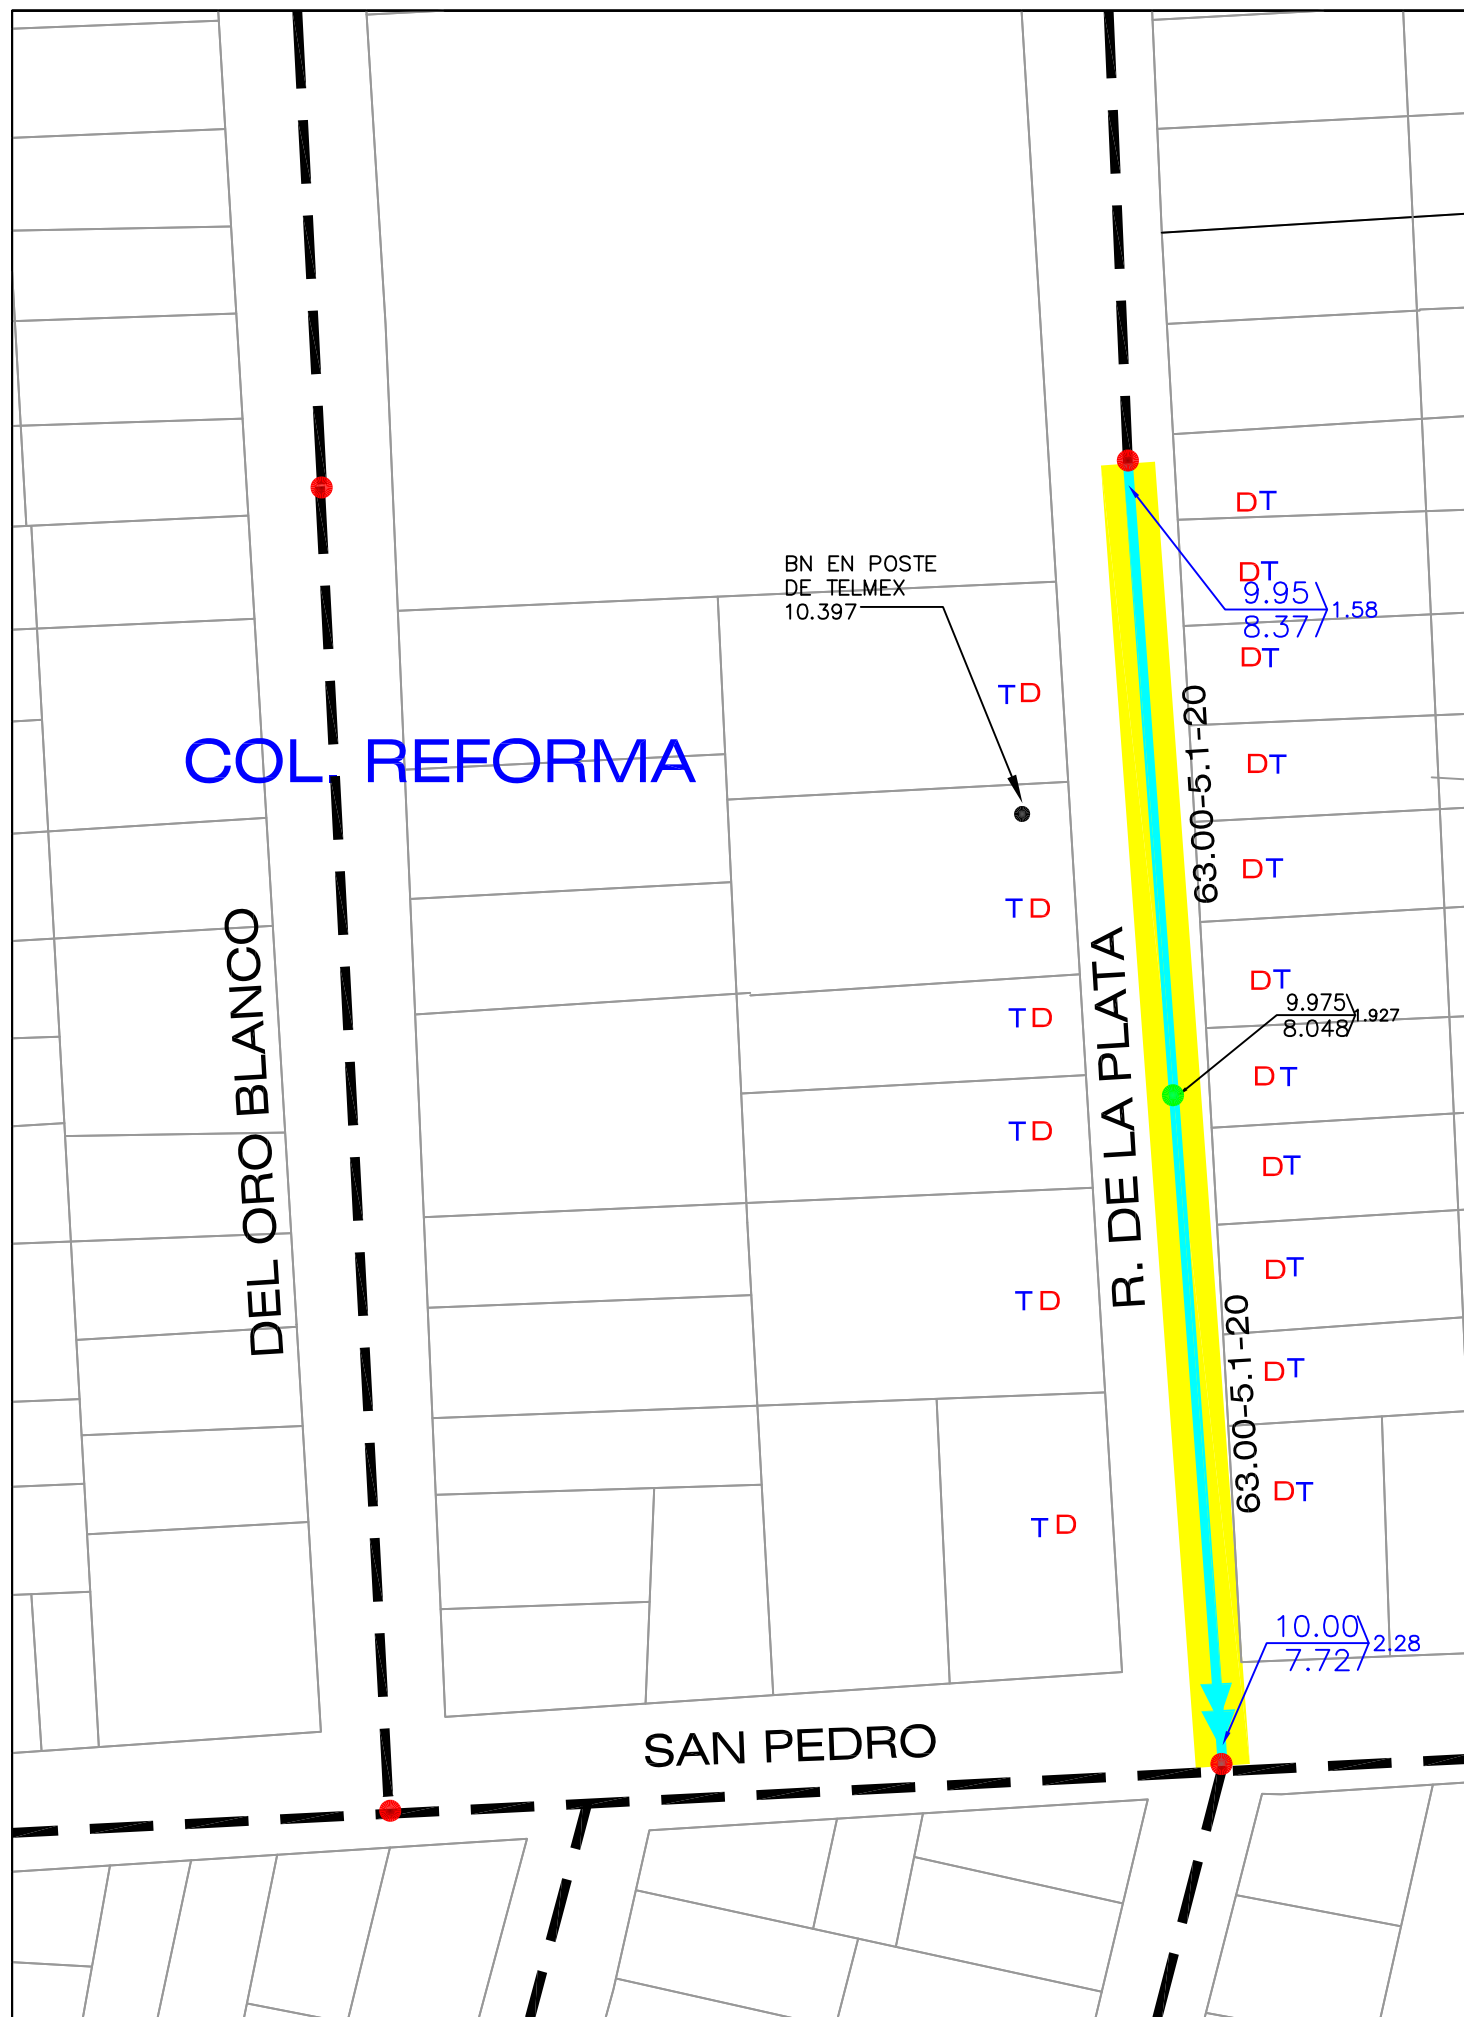 DT
DT
BN EN POSTE
DE TELMEX
10.397
9.95
8.37
1.58
DT
TD
63.00-5.1-20
COL REFORMA
DT
DT
TD
DEL ORO BLANCO
R. DE LA PLATA
DT
9.975
8.048
1.927
TD
DT
TD
DT
DT
TD
63.00-5.1-20
DT
DT
TD
10.00
7.72
2.28
SAN PEDRO